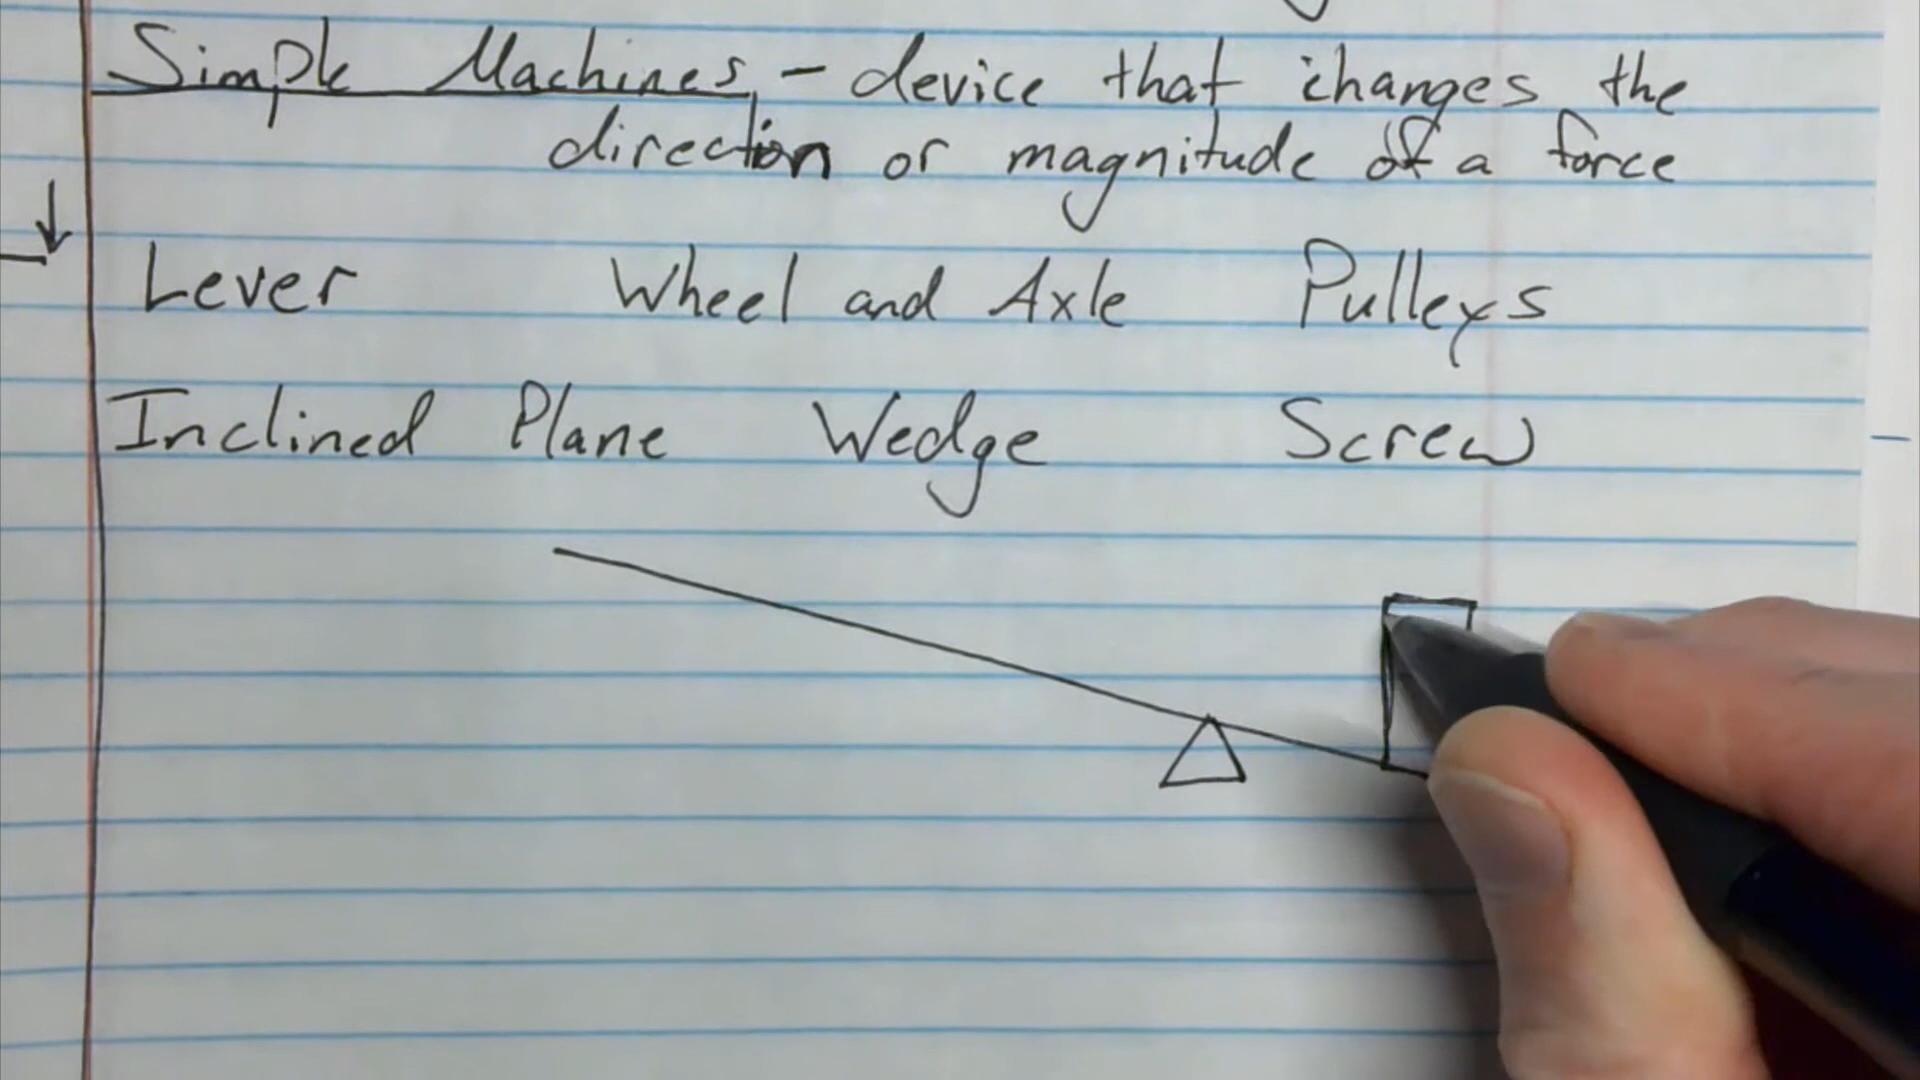 Simple Machines - device that changes the
direction or magnitude of a force
Lever Wheel and Axle Pulleys
Inclined Plane Wedge Screw